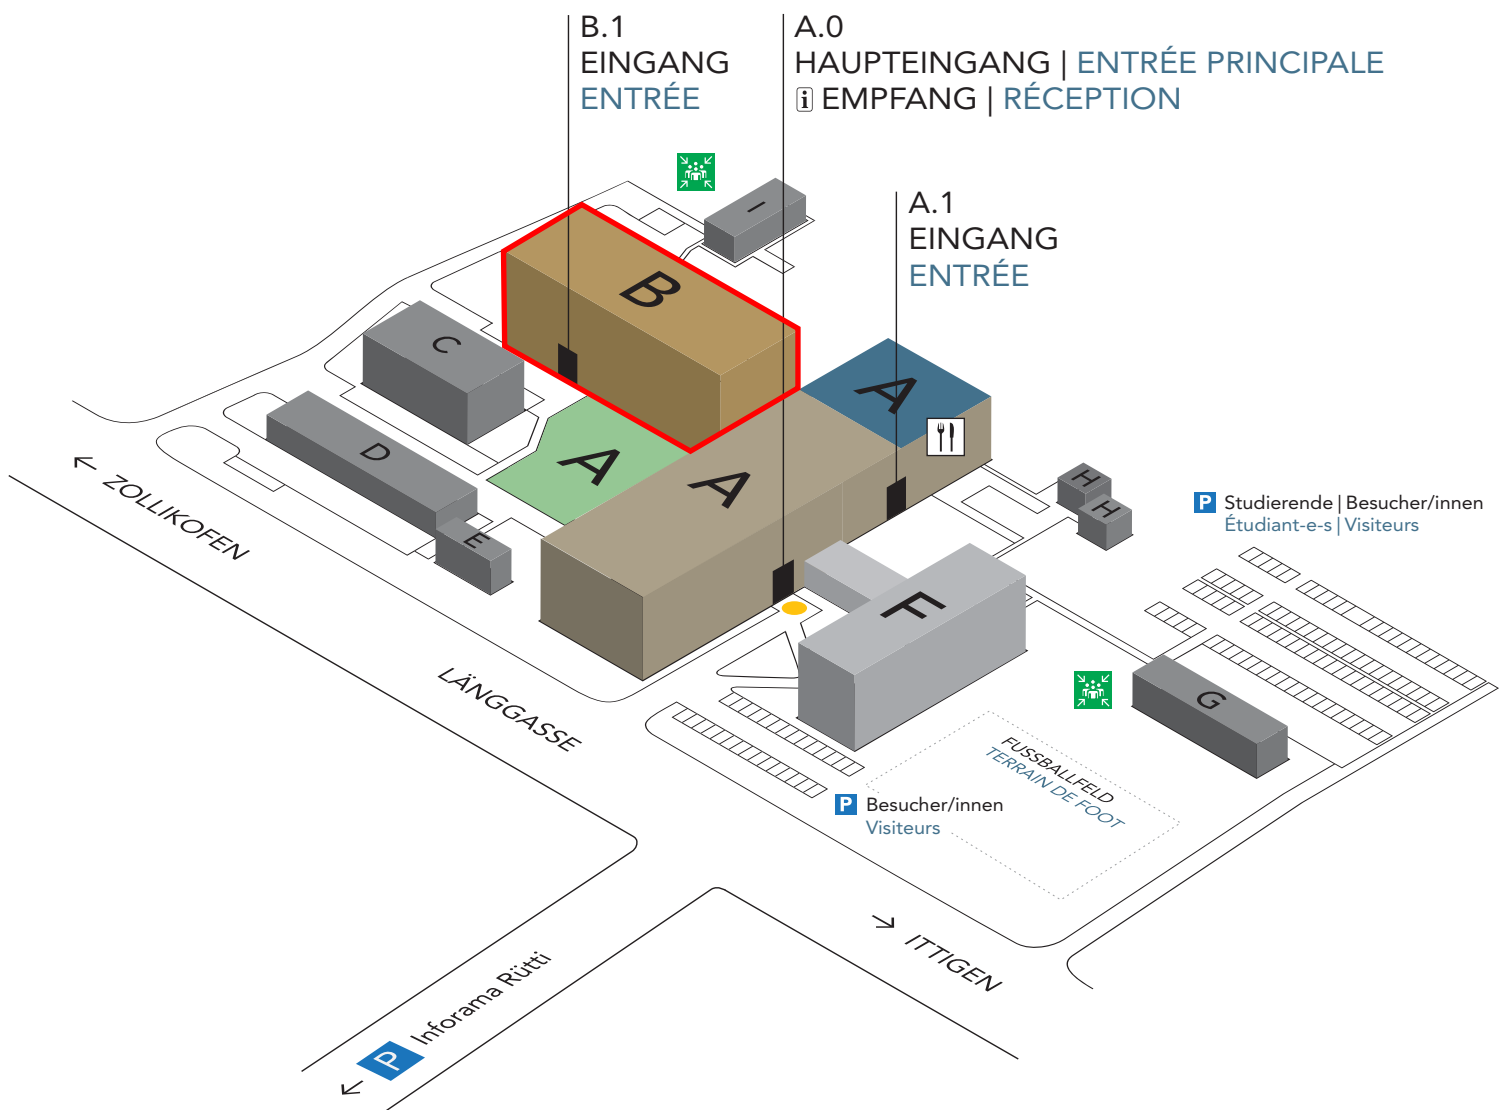 B.1
EINGANG
ENTRÉE
A.0
HAUPTEINGANG | ENTRÉE PRINCIPALE
i EMPFANG | RÉCEPTION
A.1
EINGANG
ENTRÉE
I
B
C
A
D
A
A
E
H
H
F
G
P Studierende | Besucher/innen
Étudiant-e-s | Visiteurs
← ZOLLIKOFEN
LÄNGGASSE
FUSSBALLFELD
TERRAIN DE FOOT
P Besucher/innen
Visiteurs
→ ITTIGEN
← P Inforama Rütti